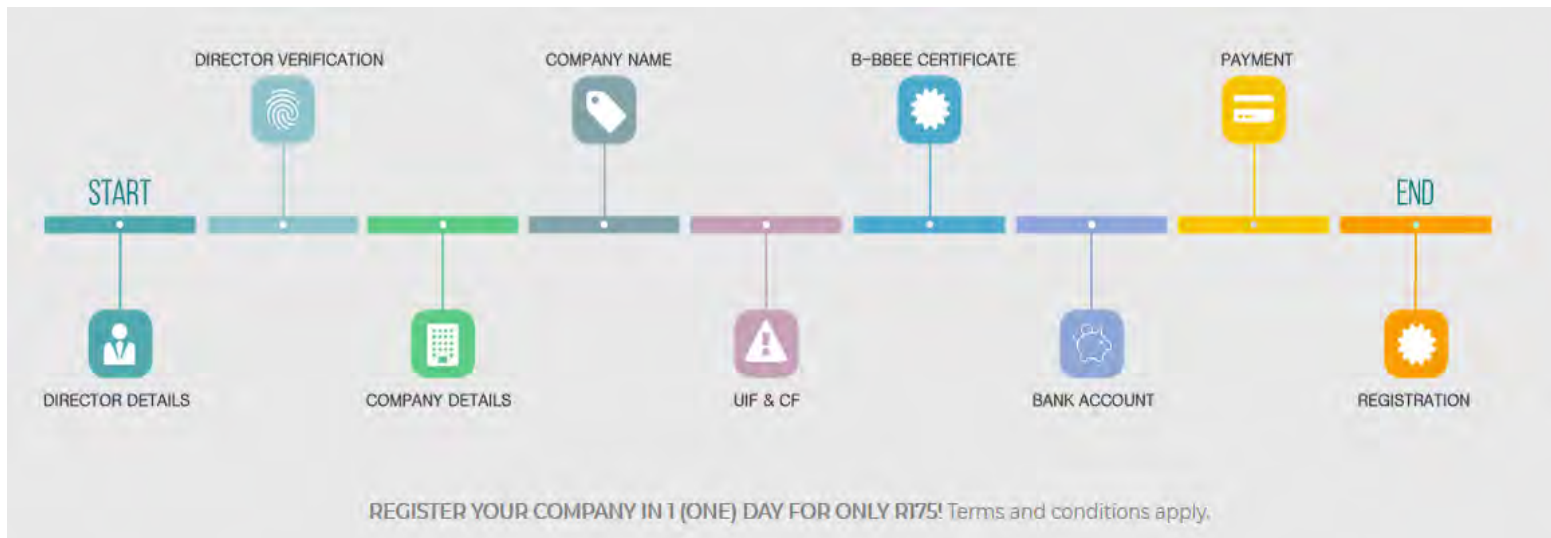 DIRECTOR VERIFICATION
COMPANY NAME
B-BBEE CERTIFICATE
PAYMENT
START
END
DIRECTOR DETAILS
COMPANY DETAILS
UIF & CF
BANK ACCOUNT
REGISTRATION
REGISTER YOUR COMPANY IN 1 (ONE) DAY FOR ONLY R175! Terms and conditions apply.